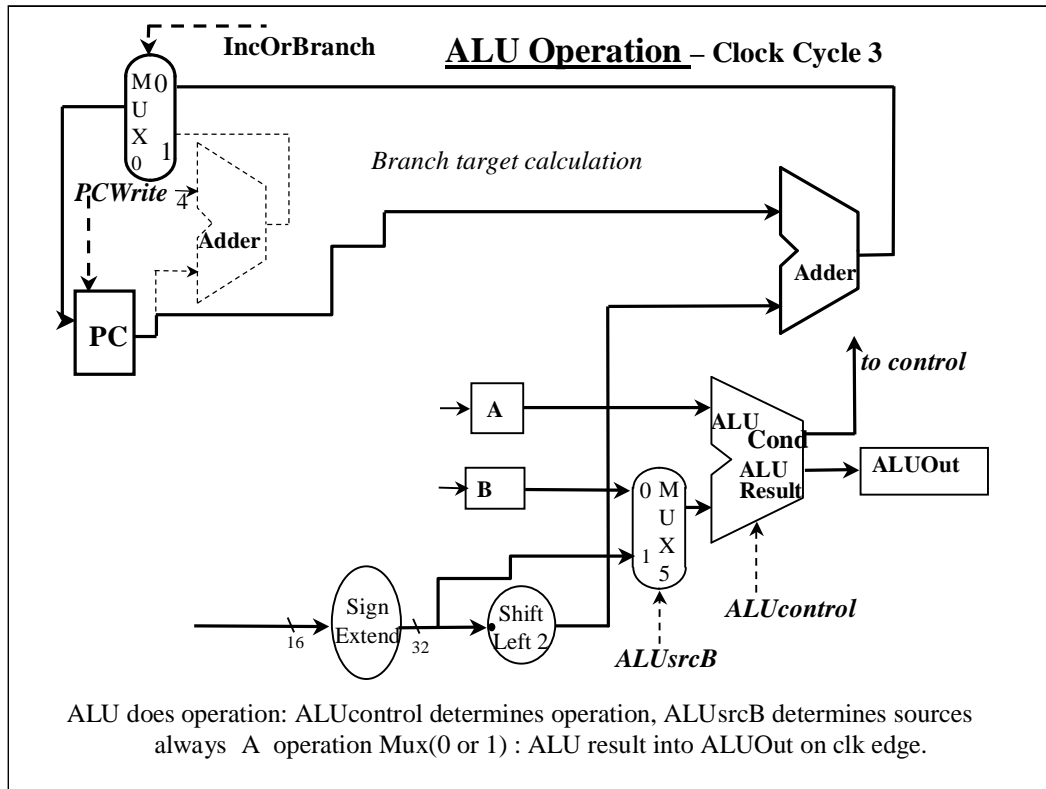 IncOrBranch
ALU Operation – Clock Cycle 3
M 0
U
X
0 1
Branch target calculation
PCWrite
4
Adder
Adder
PC
to control
A
ALU
Cond
ALU
Result
ALUOut
B
0 M
U
X
1
5
Sign
Extend
16
32
Shift
Left 2
ALUcontrol
ALUsrcB
ALU does operation: ALUcontrol determines operation, ALUsrcB determines sources
always A operation Mux(0 or 1) : ALU result into ALUOut on clk edge.